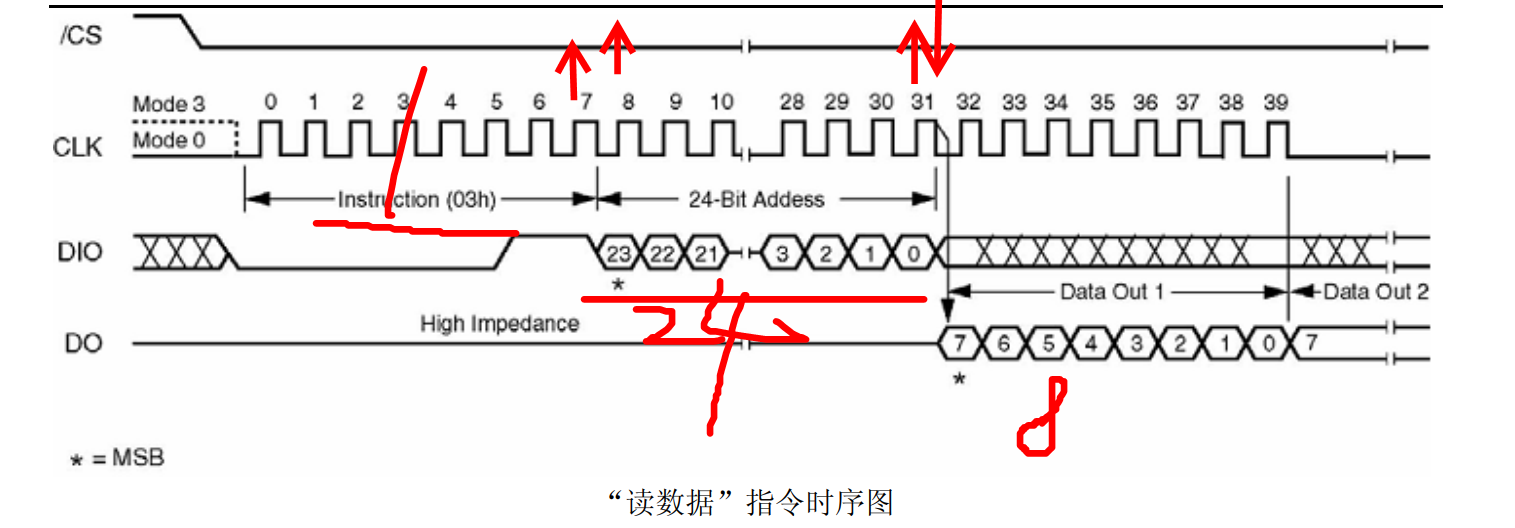 /CS
Mode 3
0 1 2 3 4 5 6 7 8 9 10 28 29 30 31 32 33 34 35 36 37 38 39
CLK
Mode 0
Instruction (03h)
24-Bit Addess
DIO
23 22 21 3 2 1 0
*
Data Out 1
Data Out 2
High Impedance
24
DO
7 6 5 4 3 2 1 0 7
*
8
* = MSB
“读数据”指令时序图